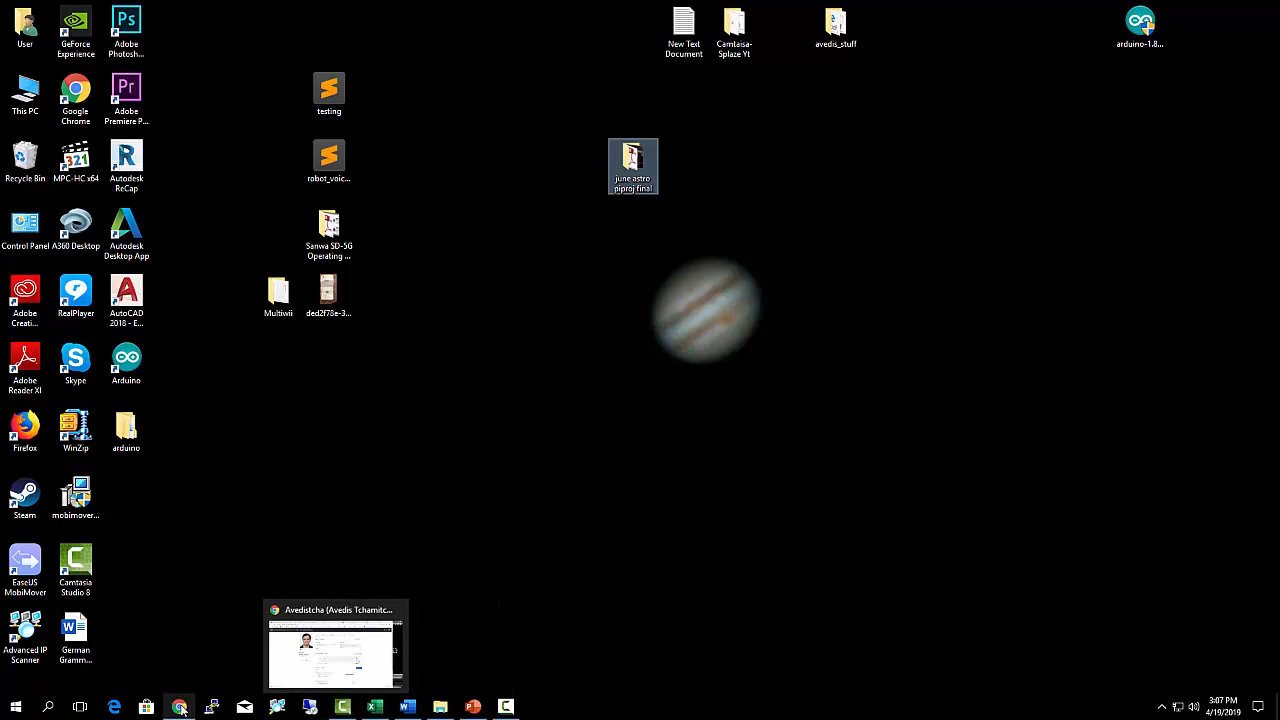 User
GeForce
Experience
Adobe
Photosh...
New Text
Document
Camtaisa-
Splaze Yt
avedis_stuff
arduino-1.8...
This PC
Google
Chrome
Adobe
Premiere P...
testing
Recycle Bin
MPC-HC x64
Autodesk
ReCap
robot_voic...
june astro
piproj final
Control Panel
A360 Desktop
Autodesk
Desktop App
Sanwa SD-5G
Operating ...
Adobe
Creati...
RealPlayer
AutoCAD
2018 - E...
Multiwii
ded2f78e-3...
Adobe
Reader XI
Skype
Arduino
Firefox
WinZip
arduino
Steam
mobimover...
EaseUS
MobiMover
Camtasia
Studio 8
Advanced IP
Scanner
Avedistcha (Avedis Tchamitc...
3:07 PM
4/19/2019